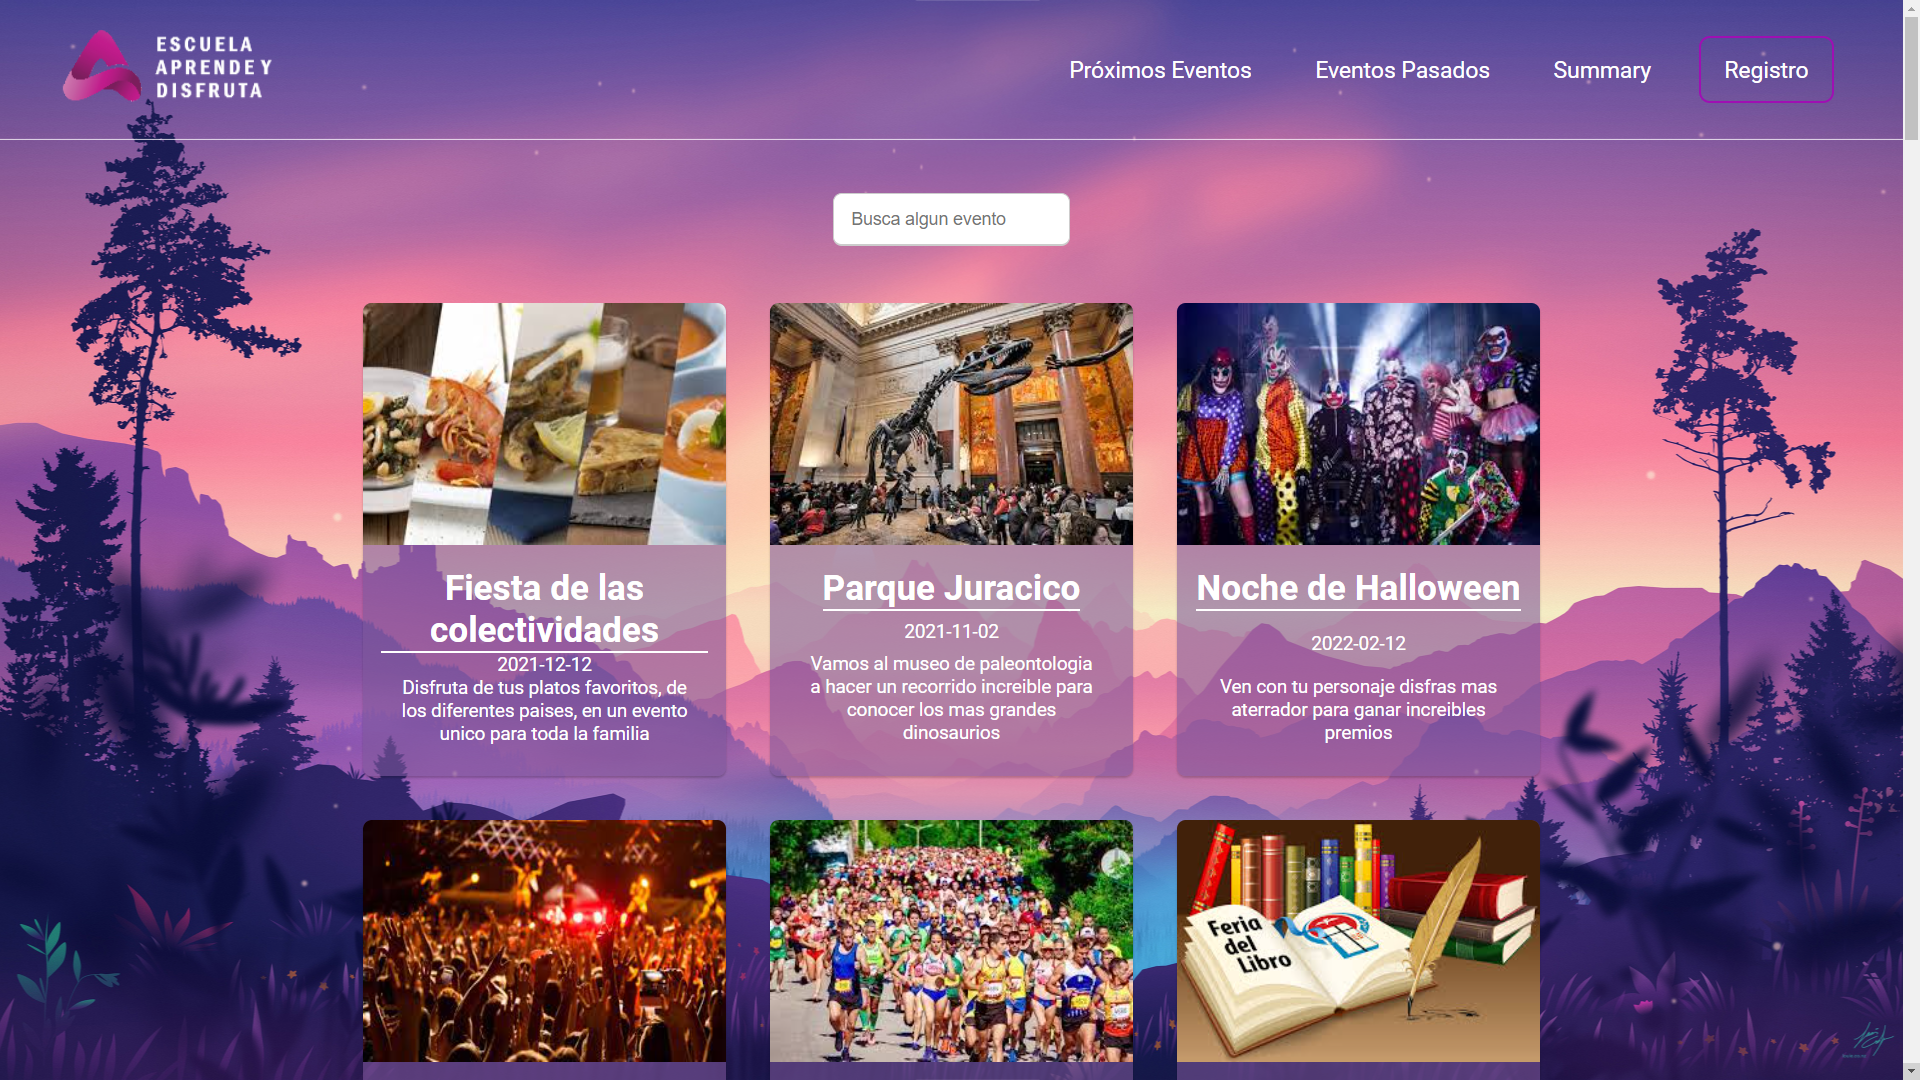 ESCUELA
APRENDE Y
DISFRUTA
Próximos Eventos
Eventos Pasados
Summary
Registro
Busca algun evento
Fiesta de las
colectividades
2021-12-12
Disfruta de tus platos favoritos, de
los diferentes paises, en un evento
unico para toda la familia
Parque Juracico
2021-11-02
Vamos al museo de paleontologia
a hacer un recorrido increible para
conocer los mas grandes
dinosaurios
Noche de Halloween
2022-02-12
Ven con tu personaje disfras mas
aterrador para ganar increibles
premios
Feria
del
Libro